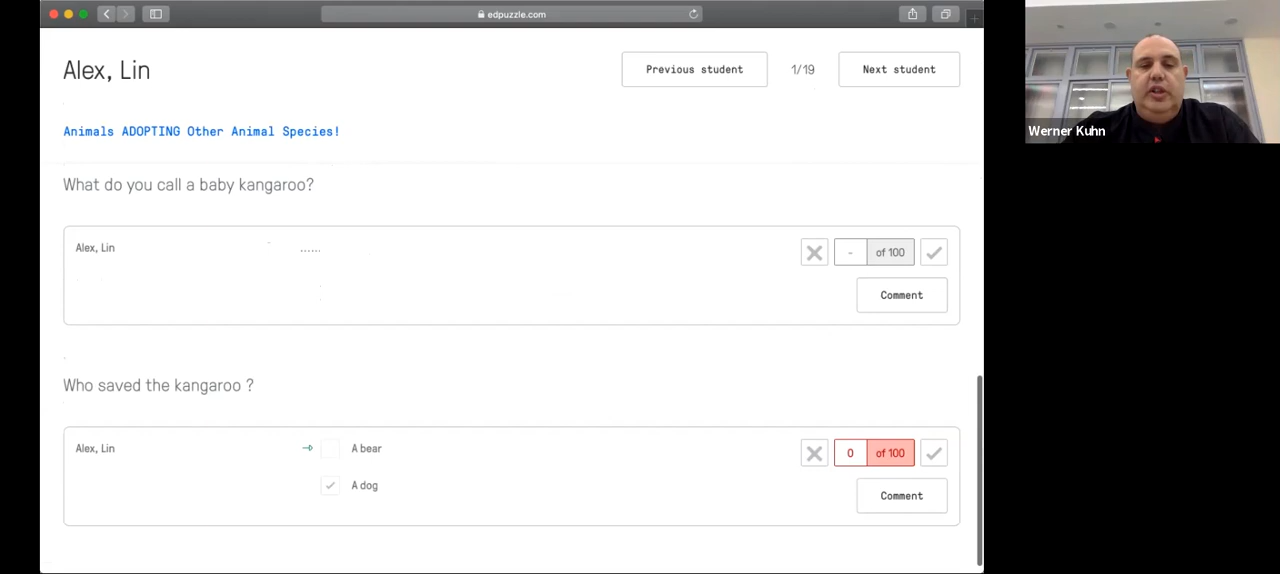 edpuzzle.com
Alex, Lin
Previous student
1/19
Next student
Animals ADOPTING Other Animal Species!
What do you call a baby kangaroo?
Alex, Lin
......
- of 100
Comment
Who saved the kangaroo ?
Alex, Lin
A bear
0 of 100
A dog
Comment
Werner Kuhn